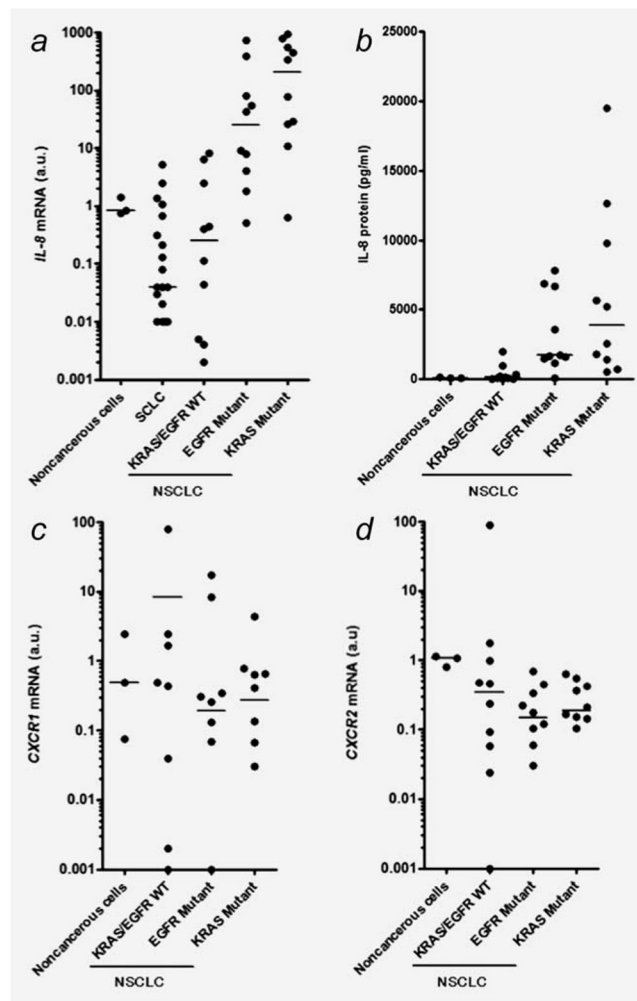 a
IL-8 mRNA (a.u.)
1000
100
10
1
0.1
0.01
0.001
Noncancerous cells
SCLC
KRAS/EGFR WT
EGFR Mutant
KRAS Mutant
NSCLC
b
IL-8 protein (pg/ml)
25000
20000
15000
10000
5000
0
Noncancerous cells
KRAS/EGFR WT
EGFR Mutant
KRAS Mutant
NSCLC
c
CXCR1 mRNA (a.u.)
100
10
1
0.1
0.01
0.001
Noncancerous cells
KRAS/EGFR WT
EGFR Mutant
KRAS Mutant
NSCLC
d
CXCR2 mRNA (a.u)
100
10
1
0.1
0.01
0.001
Noncancerous cells
KRAS/EGFR WT
EGFR Mutant
KRAS Mutant
NSCLC